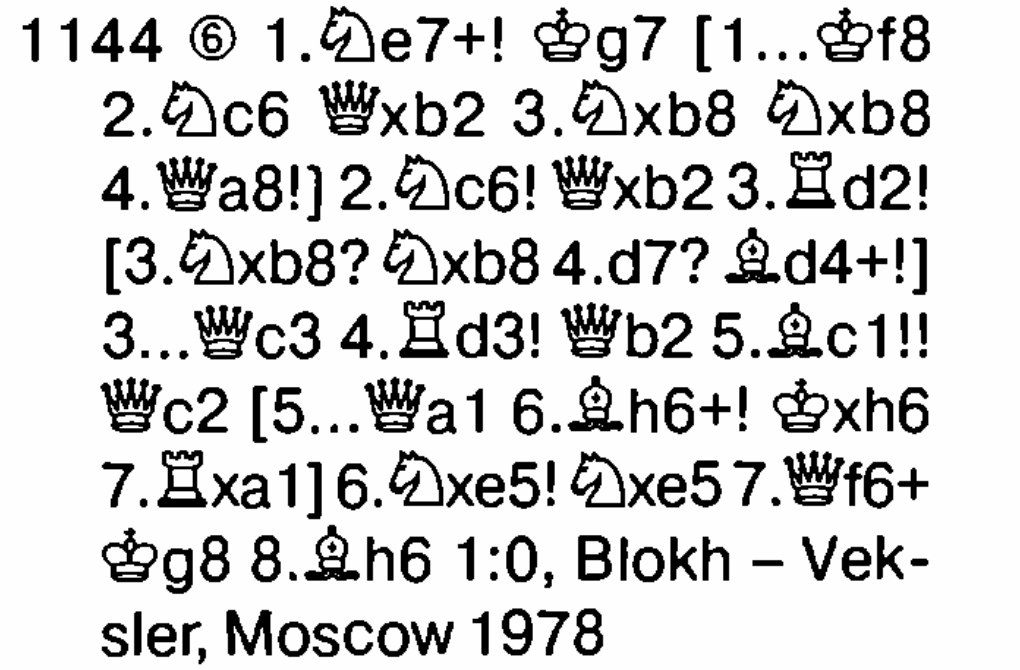 1144 ⑥ 1.♘e7+! ♔g7 [1...♔f8
2.♘c6 ♕xb2 3.♘xb8 ♘xb8
4.♕a8!] 2.♘c6! ♕xb2 3.♖d2!
[3.♘xb8? ♘xb8 4.d7? ♗d4+!]
3...♕c3 4.♖d3! ♕b2 5.♗c1!!
♕c2 [5...♕a1 6.♗h6+! ♔xh6
7.♖xa1] 6.♘xe5! ♘xe5 7.♕f6+
♔g8 8.♗h6 1:0, Blokh – Vek-
sler, Moscow 1978